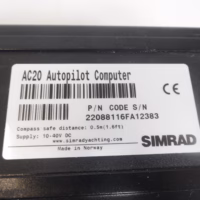 AC20 Autopilot Computer
CE
P/N CODE S/N
22088116FA12383
Compass safe distance: 0.5m(1.6ft)
Supply: 10-40V DC
www.simradyachting.com
Made in Norway
SIMRAD